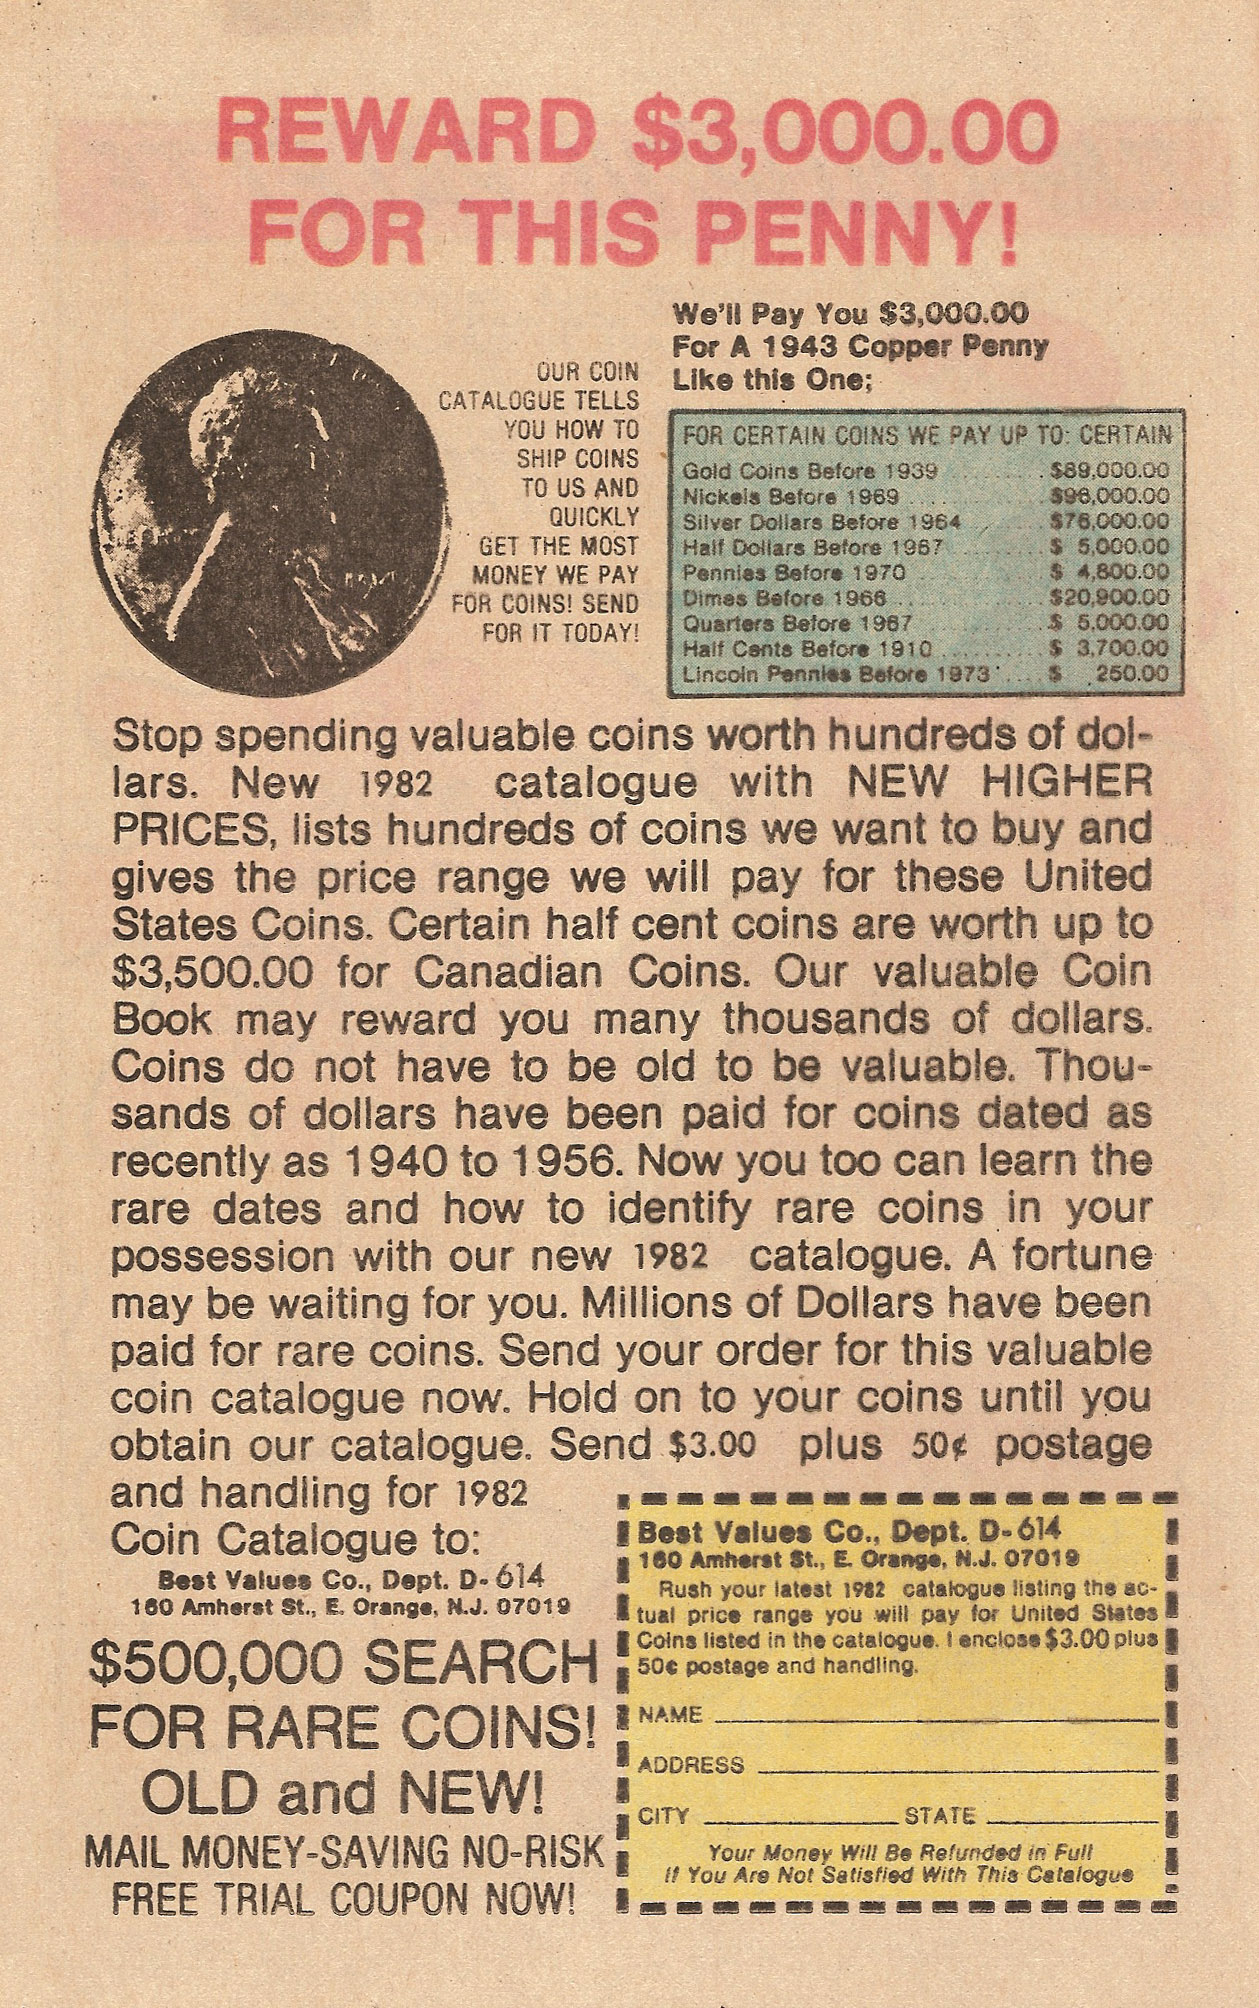 REWARD $3,000.00
FOR THIS PENNY!
OUR COIN
CATALOGUE TELLS
YOU HOW TO
SHIP COINS
TO US AND
QUICKLY
GET THE MOST
MONEY WE PAY
FOR COINS! SEND
FOR IT TODAY!
We'll Pay You $3,000.00
For A 1943 Copper Penny
Like this One;
FOR CERTAIN COINS WE PAY UP TO: CERTAIN
Gold Coins Before 1939 ........... $89,000.00
Nickels Before 1969 .... $96,000.00
Silver Dollars Before 1964 ......... $76,000.00
Half Dollars Before 1967 .......... $ 5,000.00
Pennies Before 1970 .............. $ 4,800.00
Dimes Before 1966 ............... $20,900.00
Quarters Before 1967 ............. $ 5,000.00
Half Cents Before 1910 ........... $ 3,700.00
Lincoln Pennies Before 1973 .... $ 250.00
Stop spending valuable coins worth hundreds of dol-
lars. New 1982 catalogue with NEW HIGHER
PRICES, lists hundreds of coins we want to buy and
gives the price range we will pay for these United
States Coins. Certain half cent coins are worth up to
$3,500.00 for Canadian Coins. Our valuable Coin
Book may reward you many thousands of dollars.
Coins do not have to be old to be valuable. Thou-
sands of dollars have been paid for coins dated as
recently as 1940 to 1956. Now you too can learn the
rare dates and how to identify rare coins in your
possession with our new 1982 catalogue. A fortune
may be waiting for you. Millions of Dollars have been
paid for rare coins. Send your order for this valuable
coin catalogue now. Hold on to your coins until you
obtain our catalogue. Send $3.00 plus 50¢ postage
and handling for 1982
Coin Catalogue to:
Best Values Co., Dept. D-614
160 Amherst St., E. Orange, N.J. 07019
$500,000 SEARCH
FOR RARE COINS!
OLD and NEW!
MAIL MONEY-SAVING NO-RISK
FREE TRIAL COUPON NOW!
Best Values Co., Dept. D-614
160 Amherst St., E. Orange, N.J. 07019
Rush your latest 1982 catalogue listing the ac-
tual price range you will pay for United States
Coins listed in the catalogue. I enclose $3.00 plus
50¢ postage and handling.
NAME
ADDRESS
CITY STATE
Your Money Will Be Refunded in Full
If You Are Not Satisfied With This Catalogue